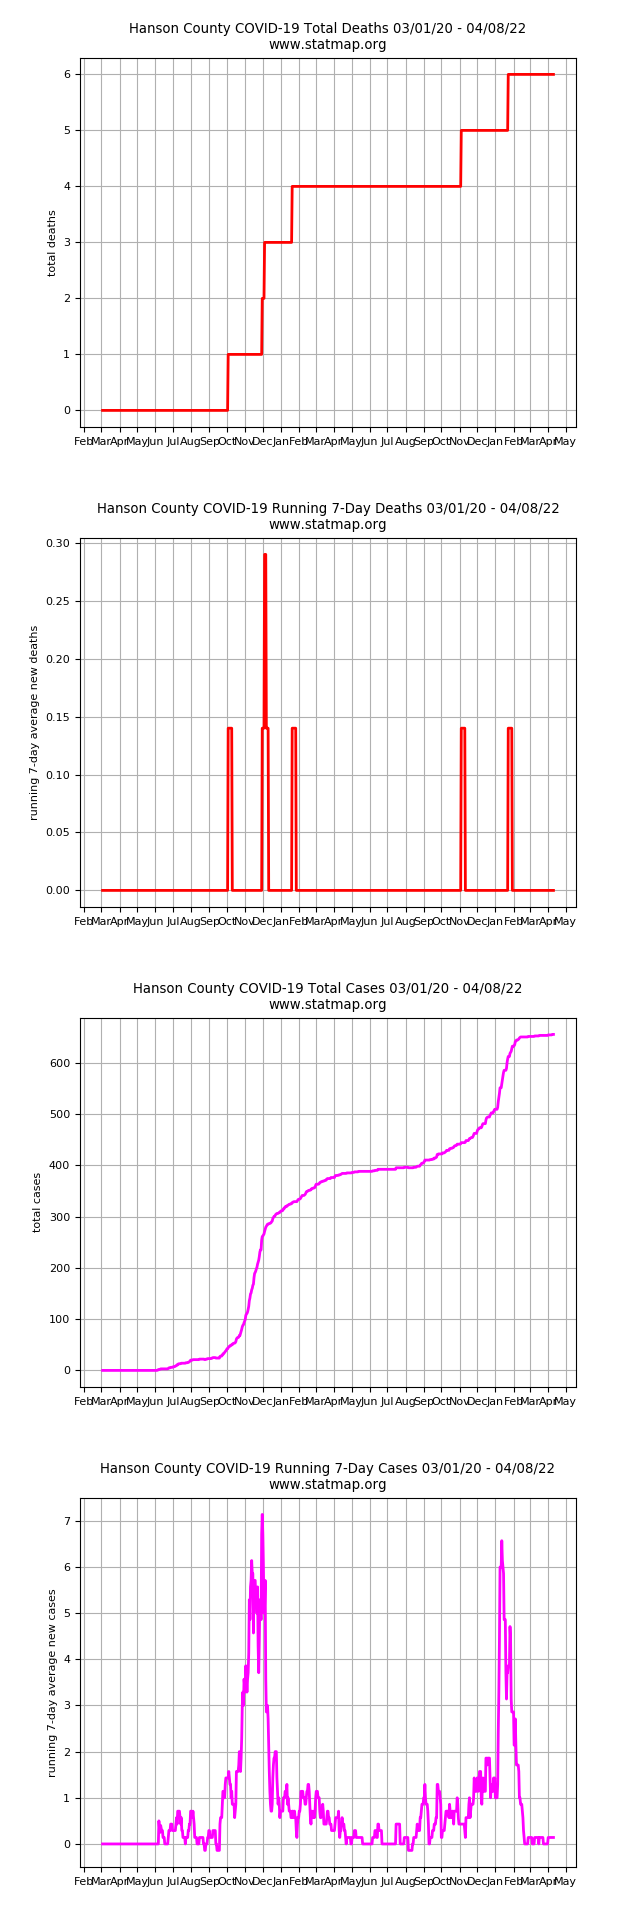 Hanson County COVID-19 Total Deaths 03/01/20 - 04/08/22
www.statmap.org
6
5
4
3
2
1
0
total deaths
Feb Mar Apr May Jun Jul Aug Sep Oct Nov Dec Jan Feb Mar Apr May Jun Jul Aug Sep Oct Nov Dec Jan Feb Mar Apr May
Hanson County COVID-19 Running 7-Day Deaths 03/01/20 - 04/08/22
www.statmap.org
0.30
0.25
0.20
0.15
0.10
0.05
0.00
running 7-day average new deaths
Feb Mar Apr May Jun Jul Aug Sep Oct Nov Dec Jan Feb Mar Apr May Jun Jul Aug Sep Oct Nov Dec Jan Feb Mar Apr May
Hanson County COVID-19 Total Cases 03/01/20 - 04/08/22
www.statmap.org
600
500
400
300
200
100
0
total cases
Feb Mar Apr May Jun Jul Aug Sep Oct Nov Dec Jan Feb Mar Apr May Jun Jul Aug Sep Oct Nov Dec Jan Feb Mar Apr May
Hanson County COVID-19 Running 7-Day Cases 03/01/20 - 04/08/22
www.statmap.org
7
6
5
4
3
2
1
0
running 7-day average new cases
Feb Mar Apr May Jun Jul Aug Sep Oct Nov Dec Jan Feb Mar Apr May Jun Jul Aug Sep Oct Nov Dec Jan Feb Mar Apr May